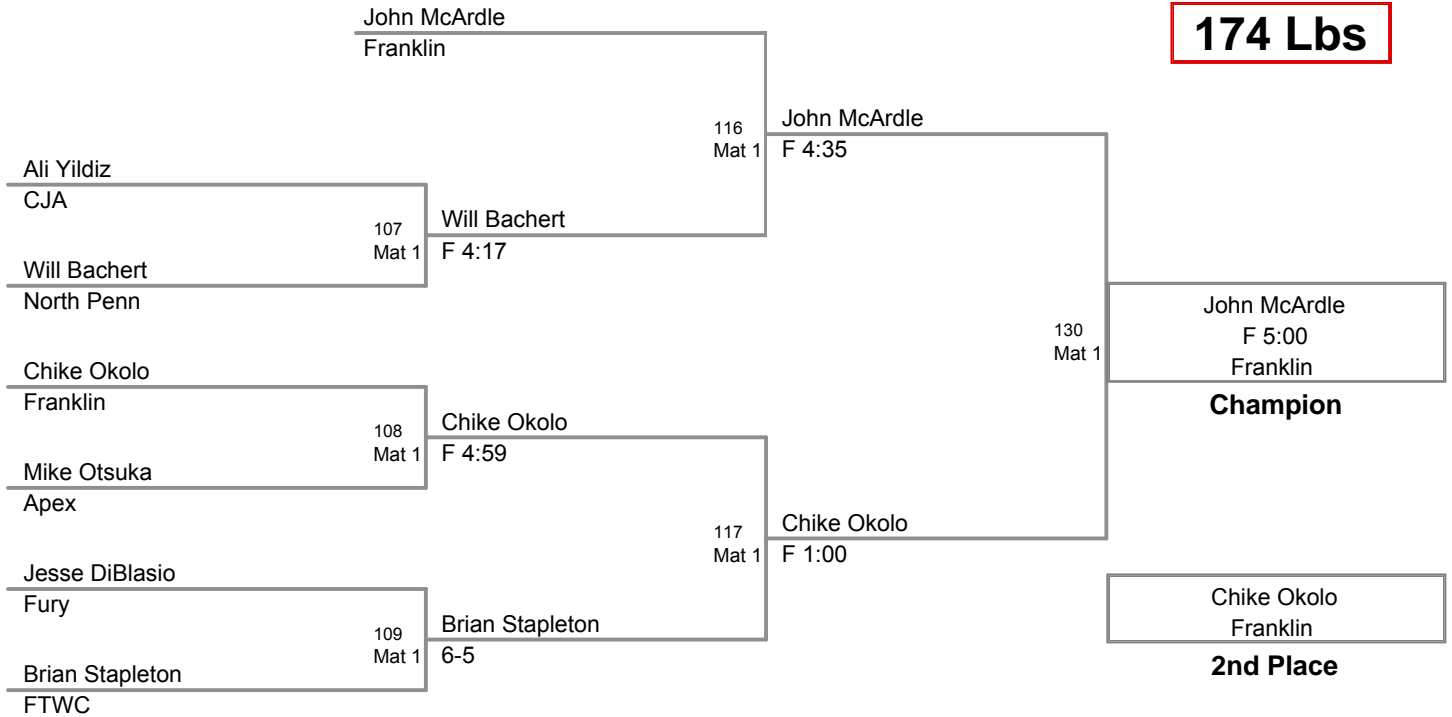 John McArdle
Franklin
174 Lbs
116
Mat 1
John McArdle
F 4:35
Ali Yildiz
CJA
107
Mat 1
Will Bachert
F 4:17
Will Bachert
North Penn
130
Mat 1
John McArdle
F 5:00
Franklin
Champion
Chike Okolo
Franklin
108
Mat 1
Chike Okolo
F 4:59
Mike Otsuka
Apex
117
Mat 1
Chike Okolo
F 1:00
Jesse DiBlasio
Fury
109
Mat 1
Brian Stapleton
6-5
Brian Stapleton
FTWC
Chike Okolo
Franklin
2nd Place